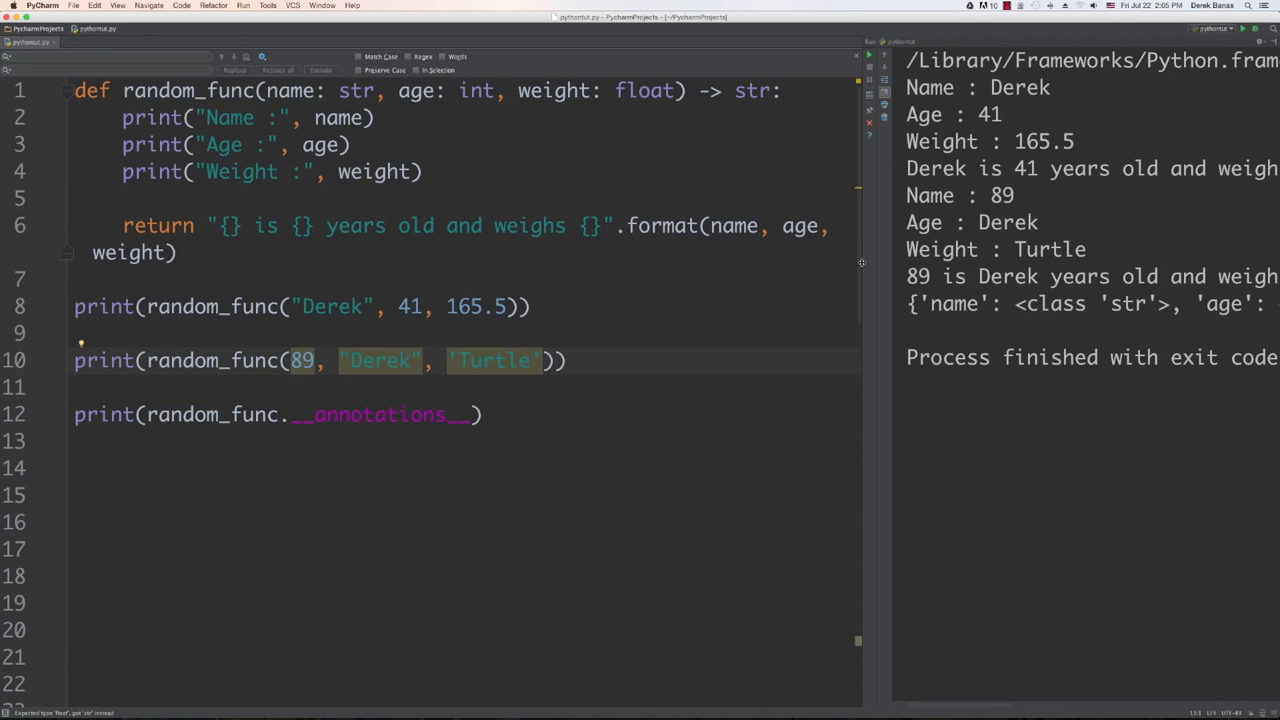 PyCharm File Edit View Navigate Code Refactor Run Tools VCS Window Help 10 Fri Jul 22 2:05 PM Derek Banas
pythontut.py - PycharmProjects - [~/PycharmProjects]
PycharmProjects pythontut.py pythontut
pythontut.py Run pythontut
Match Case Regex Words
Replace Replace all Exclude Preserve Case In Selection
1 def random_func(name: str, age: int, weight: float) -> str:
2 print("Name :", name)
3 print("Age :", age)
4 print("Weight :", weight)
5
6 return "{} is {} years old and weighs {}".format(name, age,
weight)
7
8 print(random_func("Derek", 41, 165.5))
9
10 print(random_func(89, "Derek", 'Turtle'))
11
12 print(random_func.__annotations__)
13
14
15
16
17
18
19
20
21
22
/Library/Frameworks/Python.fram
Name : Derek
Age : 41
Weight : 165.5
Derek is 41 years old and weigh
Name : 89
Age : Derek
Weight : Turtle
89 is Derek years old and weigh
{'name': <class 'str'>, 'age':
Process finished with exit code
Expected type 'float', got 'str' instead
13:1 LF÷ UTF-8÷